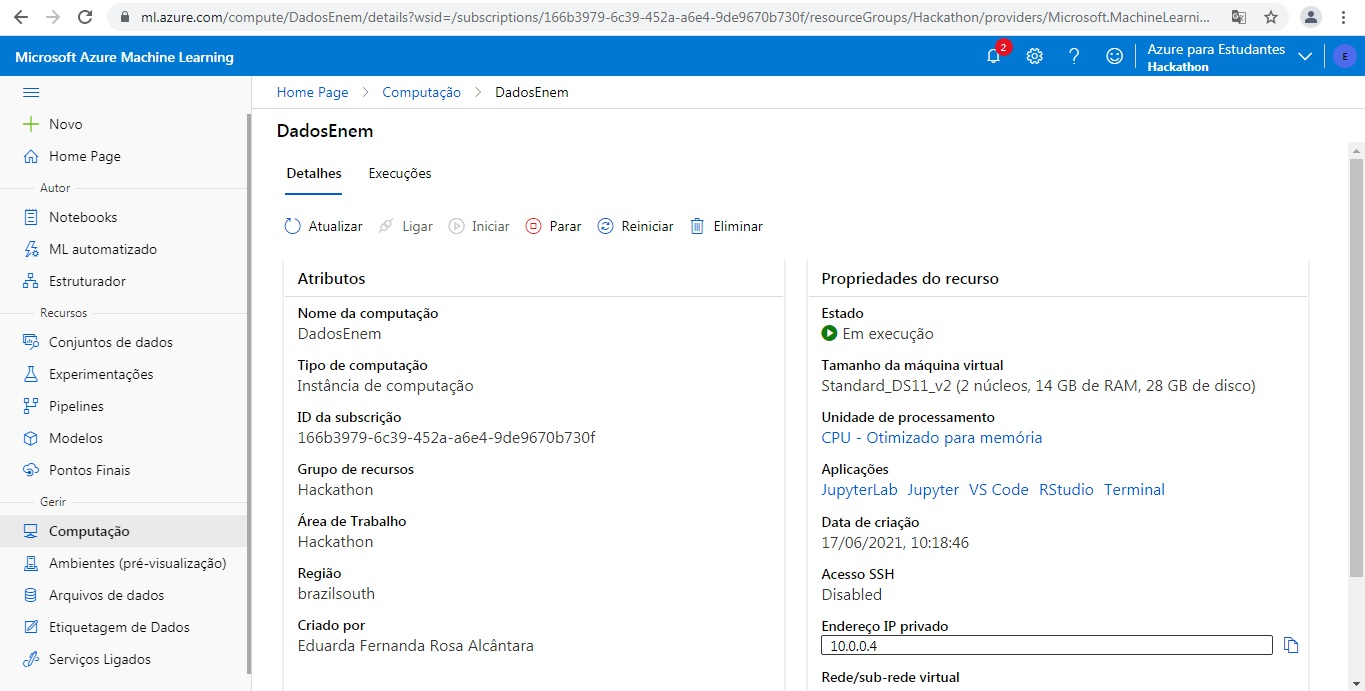 ml.azure.com/compute/DadosEnem/details?wsid=/subscriptions/166b3979-6c39-452a-a6e4-9de9670b730f/resourceGroups/Hackathon/providers/Microsoft.MachineLearni...
Microsoft Azure Machine Learning
2
?
Azure para Estudantes
Hackathon
E
Home Page > Computação > DadosEnem
DadosEnem
Detalhes Execuções
Atualizar Ligar Iniciar Parar Reiniciar Eliminar
Novo
Home Page
Autor
Notebooks
ML automatizado
Estruturador
Recursos
Conjuntos de dados
Experimentações
Pipelines
Modelos
Pontos Finais
Gerir
Computação
Ambientes (pré-visualização)
Arquivos de dados
Etiquetagem de Dados
Serviços Ligados
Atributos
Nome da computação
DadosEnem
Tipo de computação
Instância de computação
ID da subscrição
166b3979-6c39-452a-a6e4-9de9670b730f
Grupo de recursos
Hackathon
Área de Trabalho
Hackathon
Região
brazilsouth
Criado por
Eduarda Fernanda Rosa Alcântara
Propriedades do recurso
Estado
Em execução
Tamanho da máquina virtual
Standard_DS11_v2 (2 núcleos, 14 GB de RAM, 28 GB de disco)
Unidade de processamento
CPU - Otimizado para memória
Aplicações
JupyterLab Jupyter VS Code RStudio Terminal
Data de criação
17/06/2021, 10:18:46
Acesso SSH
Disabled
Endereço IP privado
10.0.0.4
Rede/sub-rede virtual